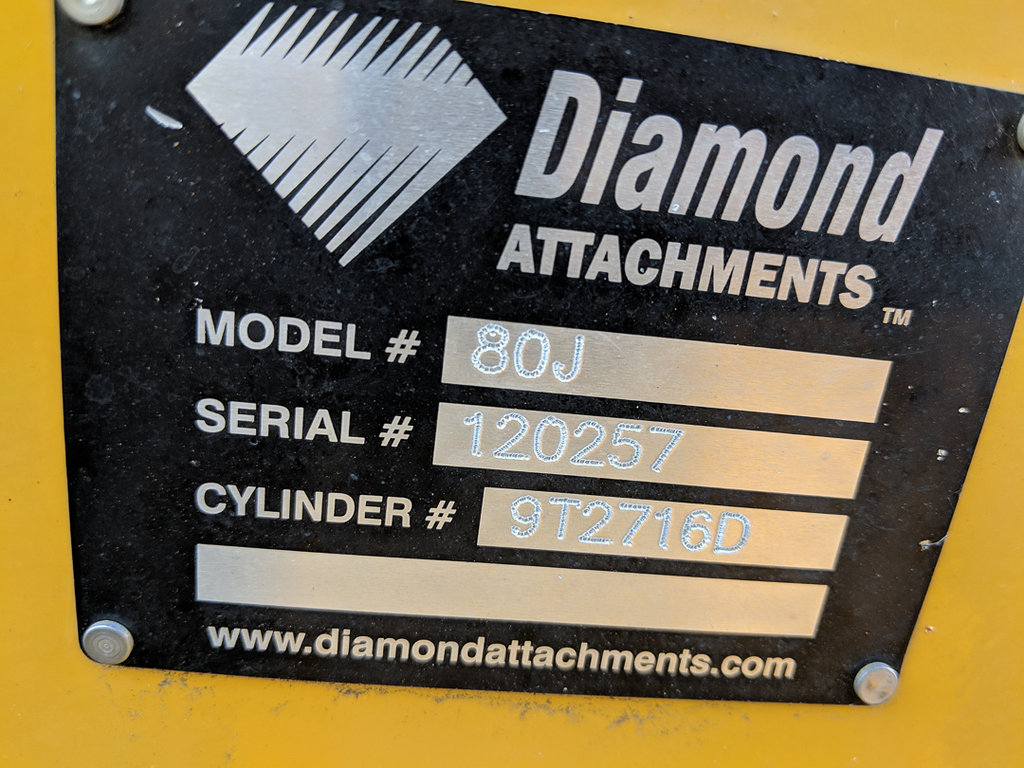 Diamond
ATTACHMENTS ™
MODEL # 80J
SERIAL # 120257
CYLINDER # 9T2716D
www.diamondattachments.com